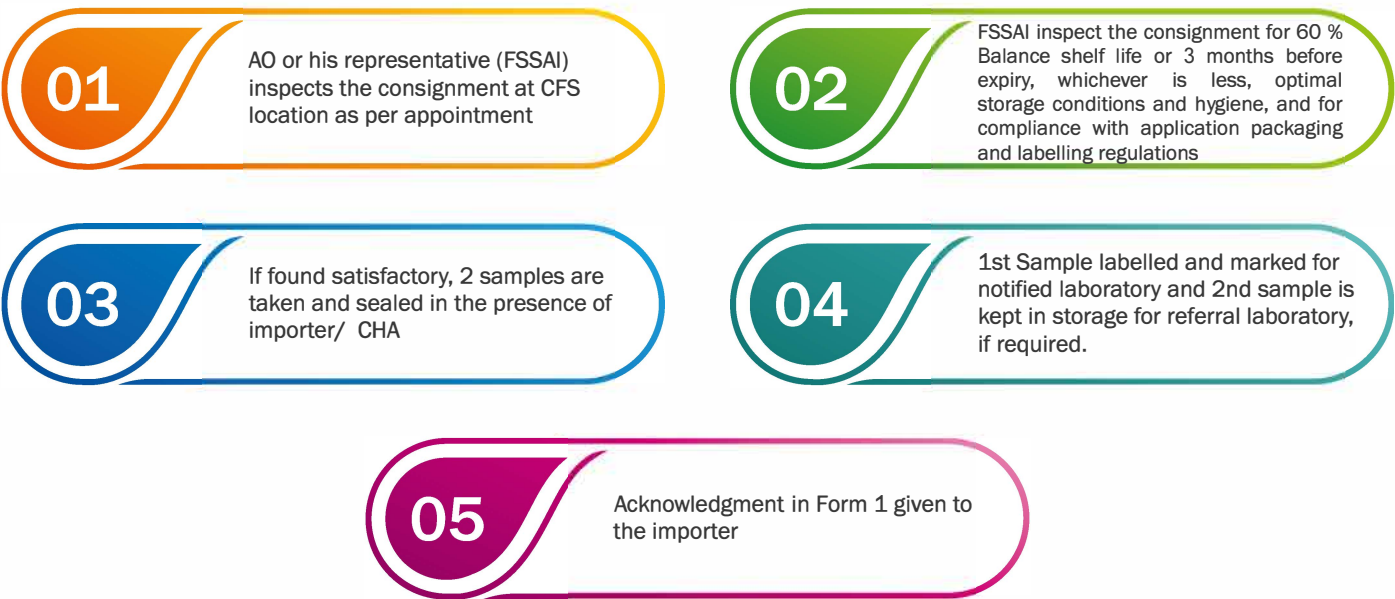 01
AO or his representative (FSSAI)
inspects the consignment at CFS
location as per appointment
02
FSSAI inspect the consignment for 60 %
Balance shelf life or 3 months before
expiry, whichever is less, optimal
storage conditions and hygiene, and for
compliance with application packaging
and labelling regulations
03
If found satisfactory, 2 samples are
taken and sealed in the presence of
importer/ CHA
04
1st Sample labelled and marked for
notified laboratory and 2nd sample is
kept in storage for referral laboratory,
if required.
05
Acknowledgment in Form 1 given to
the importer